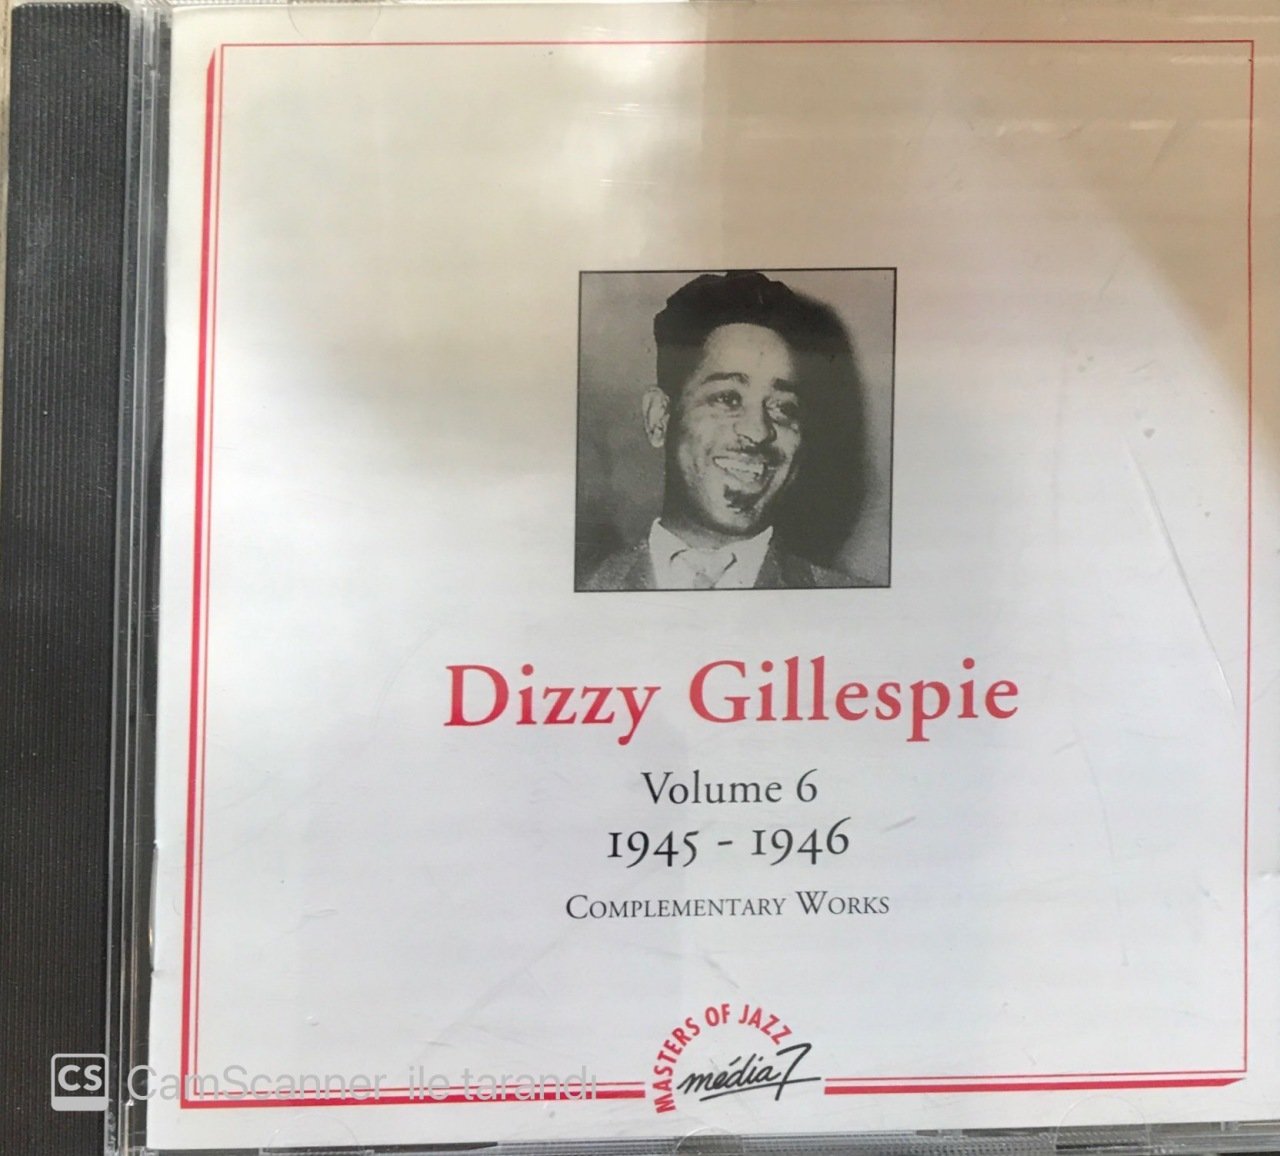 Dizzy Gillespie
Volume 6
1945 - 1946
COMPLEMENTARY WORKS
MASTERS OF JAZZ
média 7
CS CamScanner ile tarandı